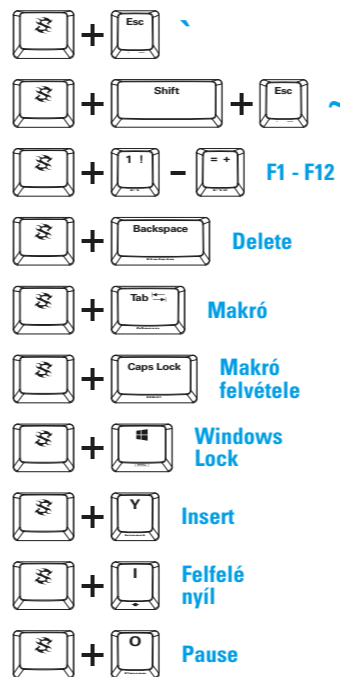 + Esc `
+ Shift + Esc ~
+ 1 ! - = + F1 - F12
+ Backspace Delete
+ Tab Makró
+ Caps Lock Makró
felvétele
+ Windows
Lock
+ Y Insert
+ I Felfelé
nyíl
+ O Pause